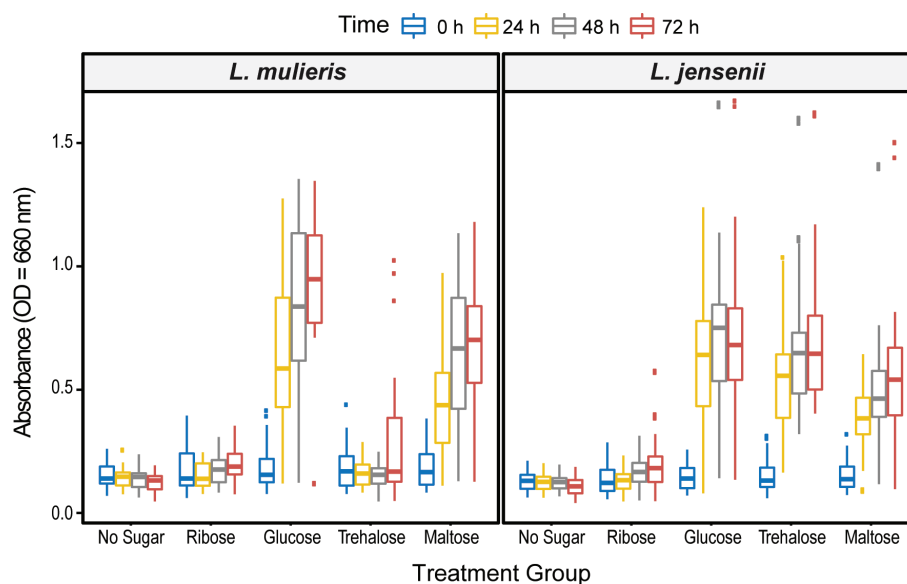 Time 0 h 24 h 48 h 72 h
L. mulieris L. jensenii
Absorbance (OD = 660 nm)
1.5
1.0
0.5
0.0
No Sugar Ribose Glucose Trehalose Maltose No Sugar Ribose Glucose Trehalose Maltose
Treatment Group